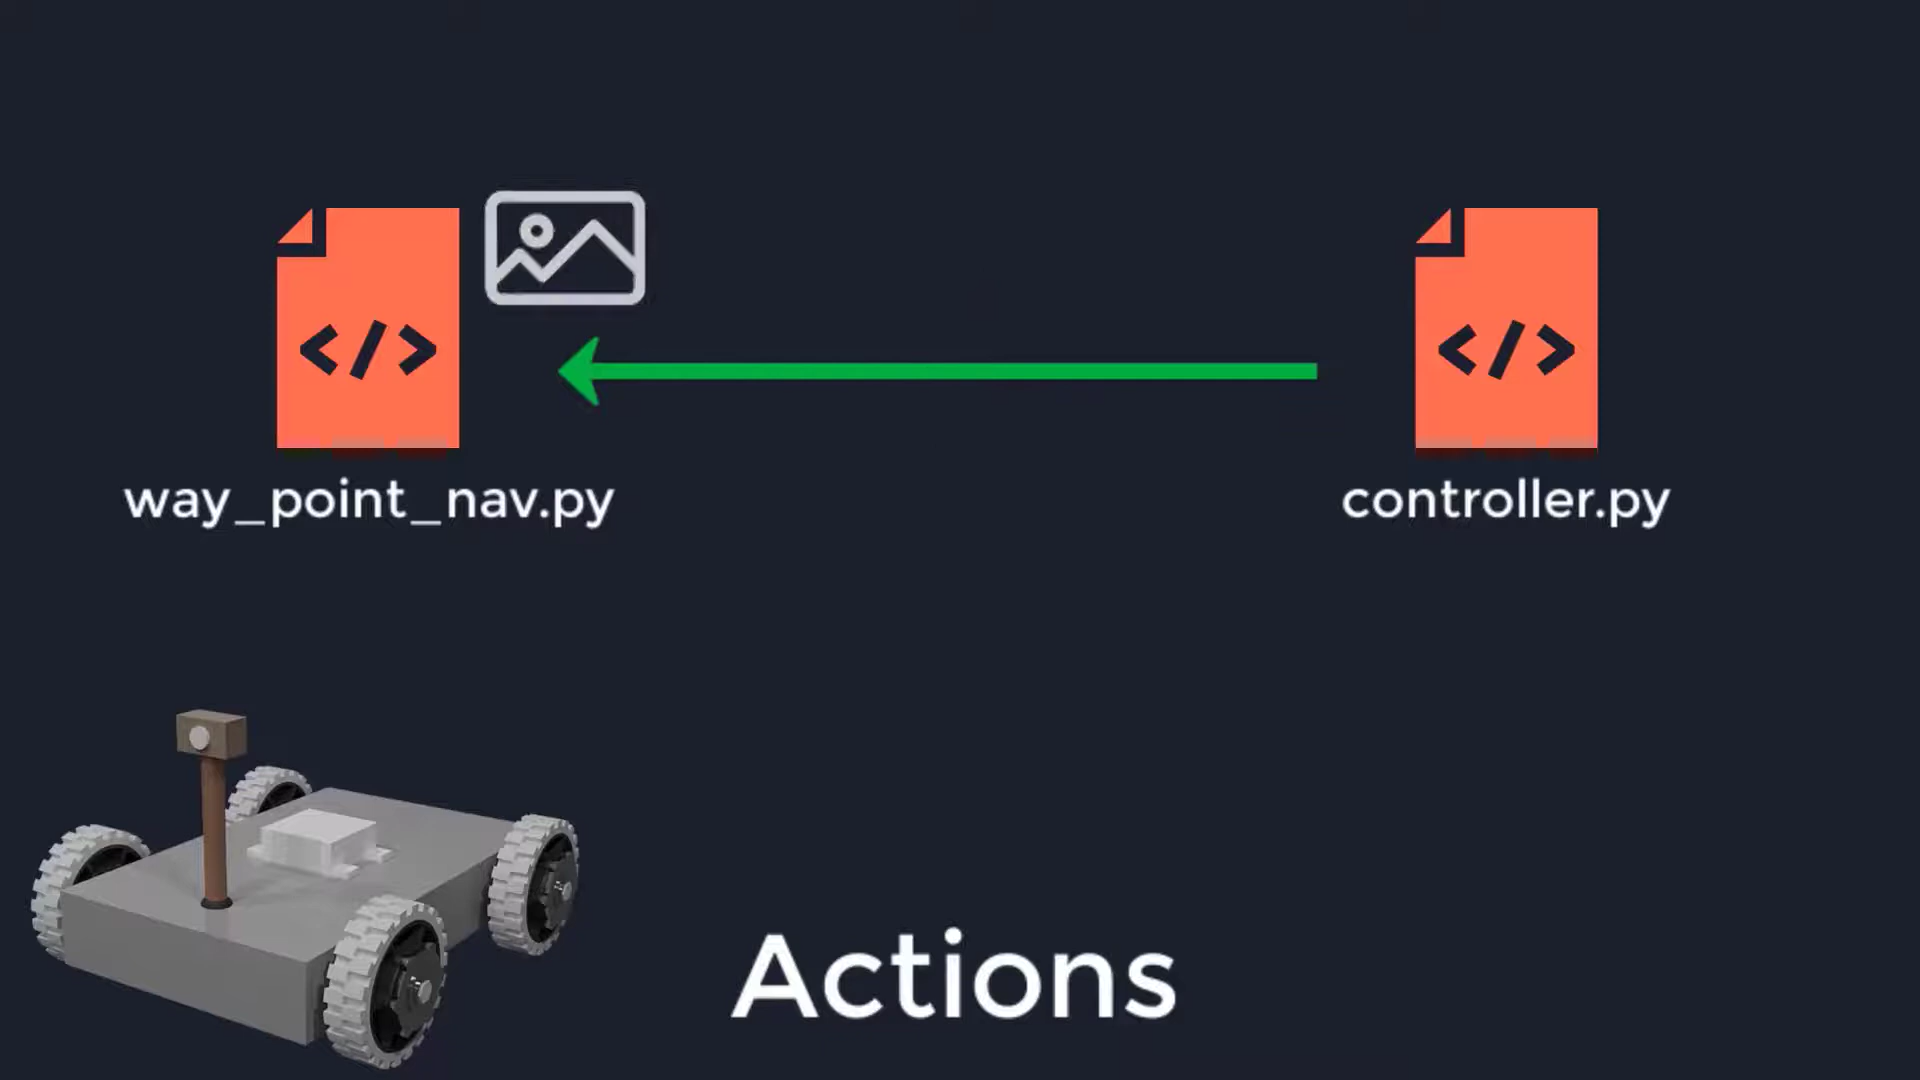 </>
</>
way_point_nav.py
controller.py
Actions